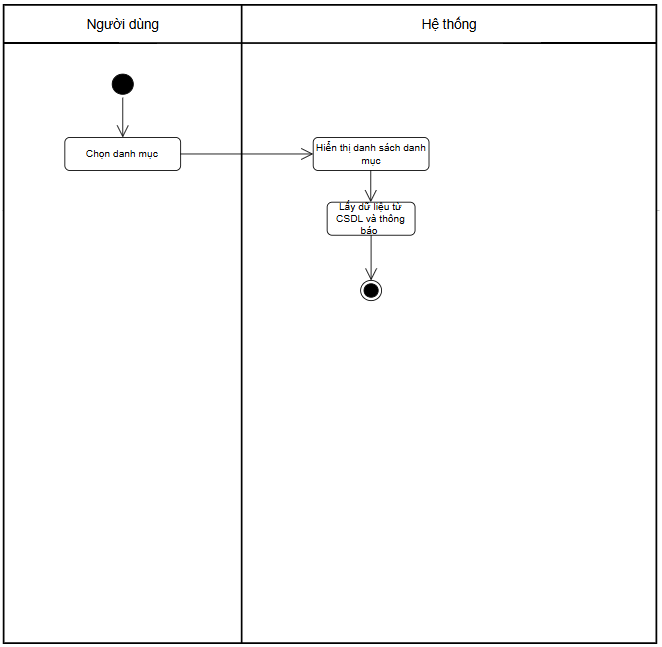 Người dùng
Hệ thống
Chọn danh mục
Hiển thị danh sách danh
mục
Lấy dữ liệu từ
CSDL và thông
báo